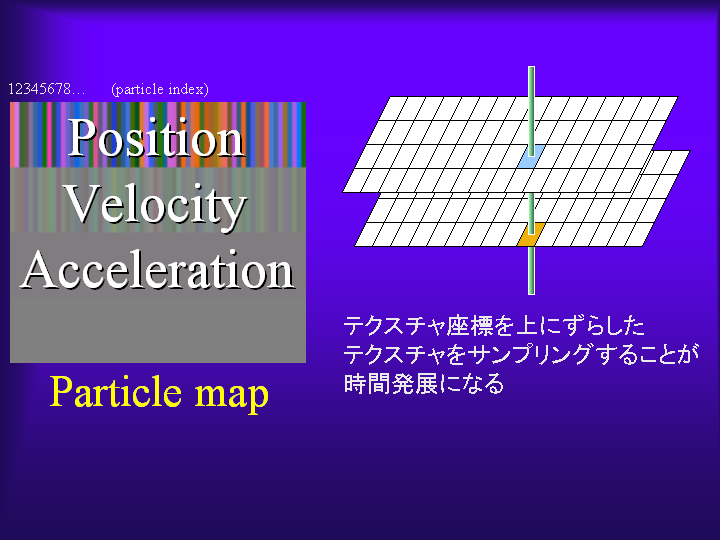 12345678… (particle index)
Position
Velocity
Acceleration
Particle map
テクスチャ座標を上にずらした
テクスチャをサンプリングすることが
時間発展になる